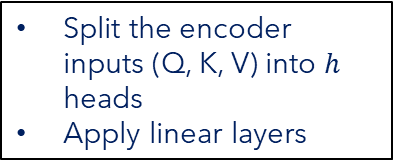 • Split the encoder
inputs (Q, K, V) into ℎ
heads
• Apply linear layers